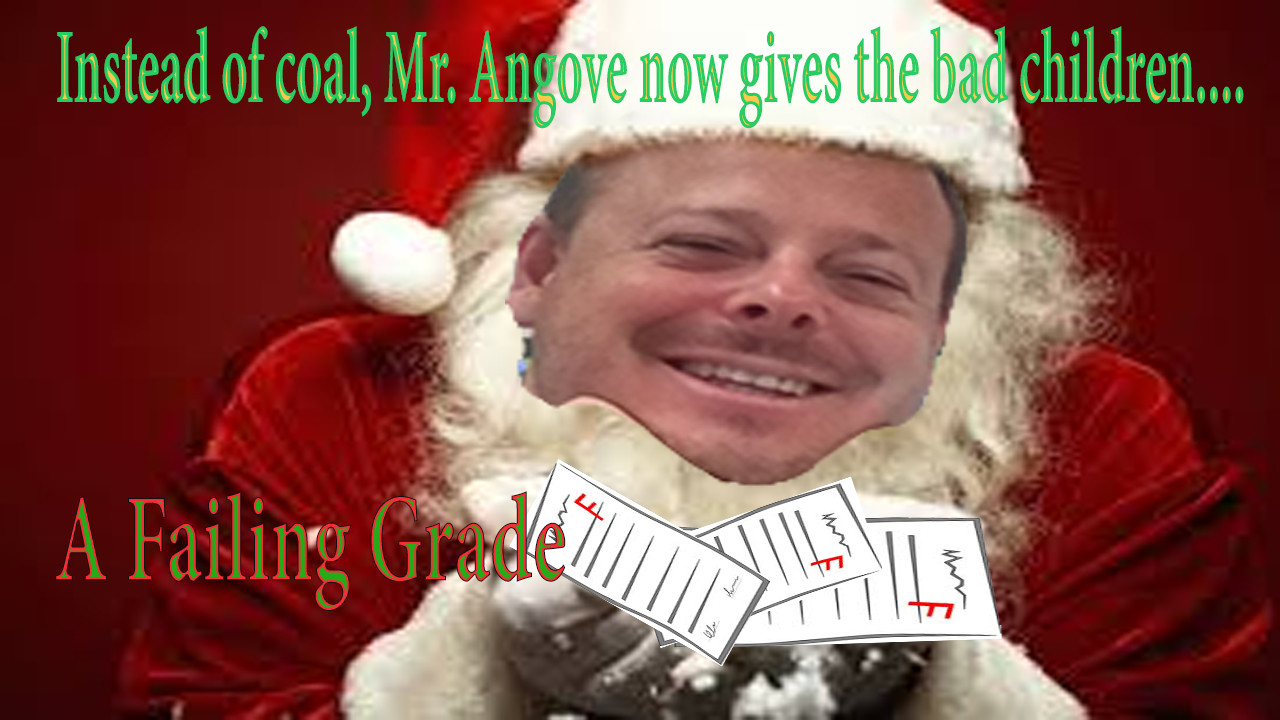 Instead of coal, Mr. Angove now gives the bad children....
A Failing Grade
F
F
F